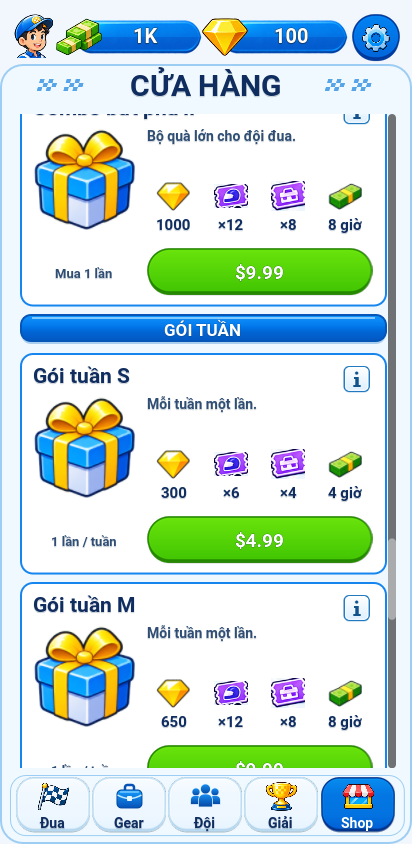 1K
100
CỬA HÀNG
Bộ quà lớn cho đội đua.
1000
×12
×8
8 giờ
Mua 1 lần
$9.99
GÓI TUẦN
Gói tuần S
Mỗi tuần một lần.
300
×6
×4
4 giờ
1 lần / tuần
$4.99
Gói tuần M
Mỗi tuần một lần.
650
×12
×8
8 giờ
$9.99
Đua
Gear
Đội
Giải
Shop